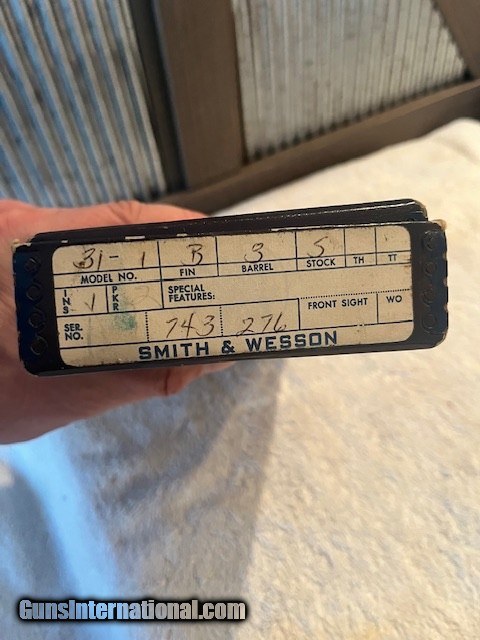 31-1 B 3 S
MODEL NO. FIN BARREL STOCK TH TT
INS 1 PKR 2 SPECIAL FEATURES:
FRONT SIGHT WO
SER. NO. 743 276
SMITH & WESSON
GunsInternational.com